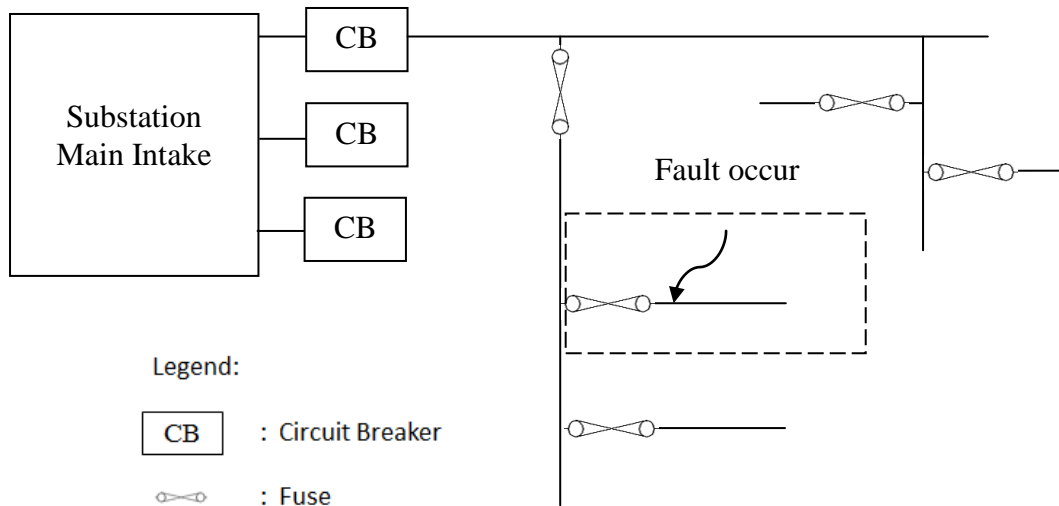 CB
Substation
Main Intake
CB
CB
Fault occur
Legend:
CB : Circuit Breaker
: Fuse